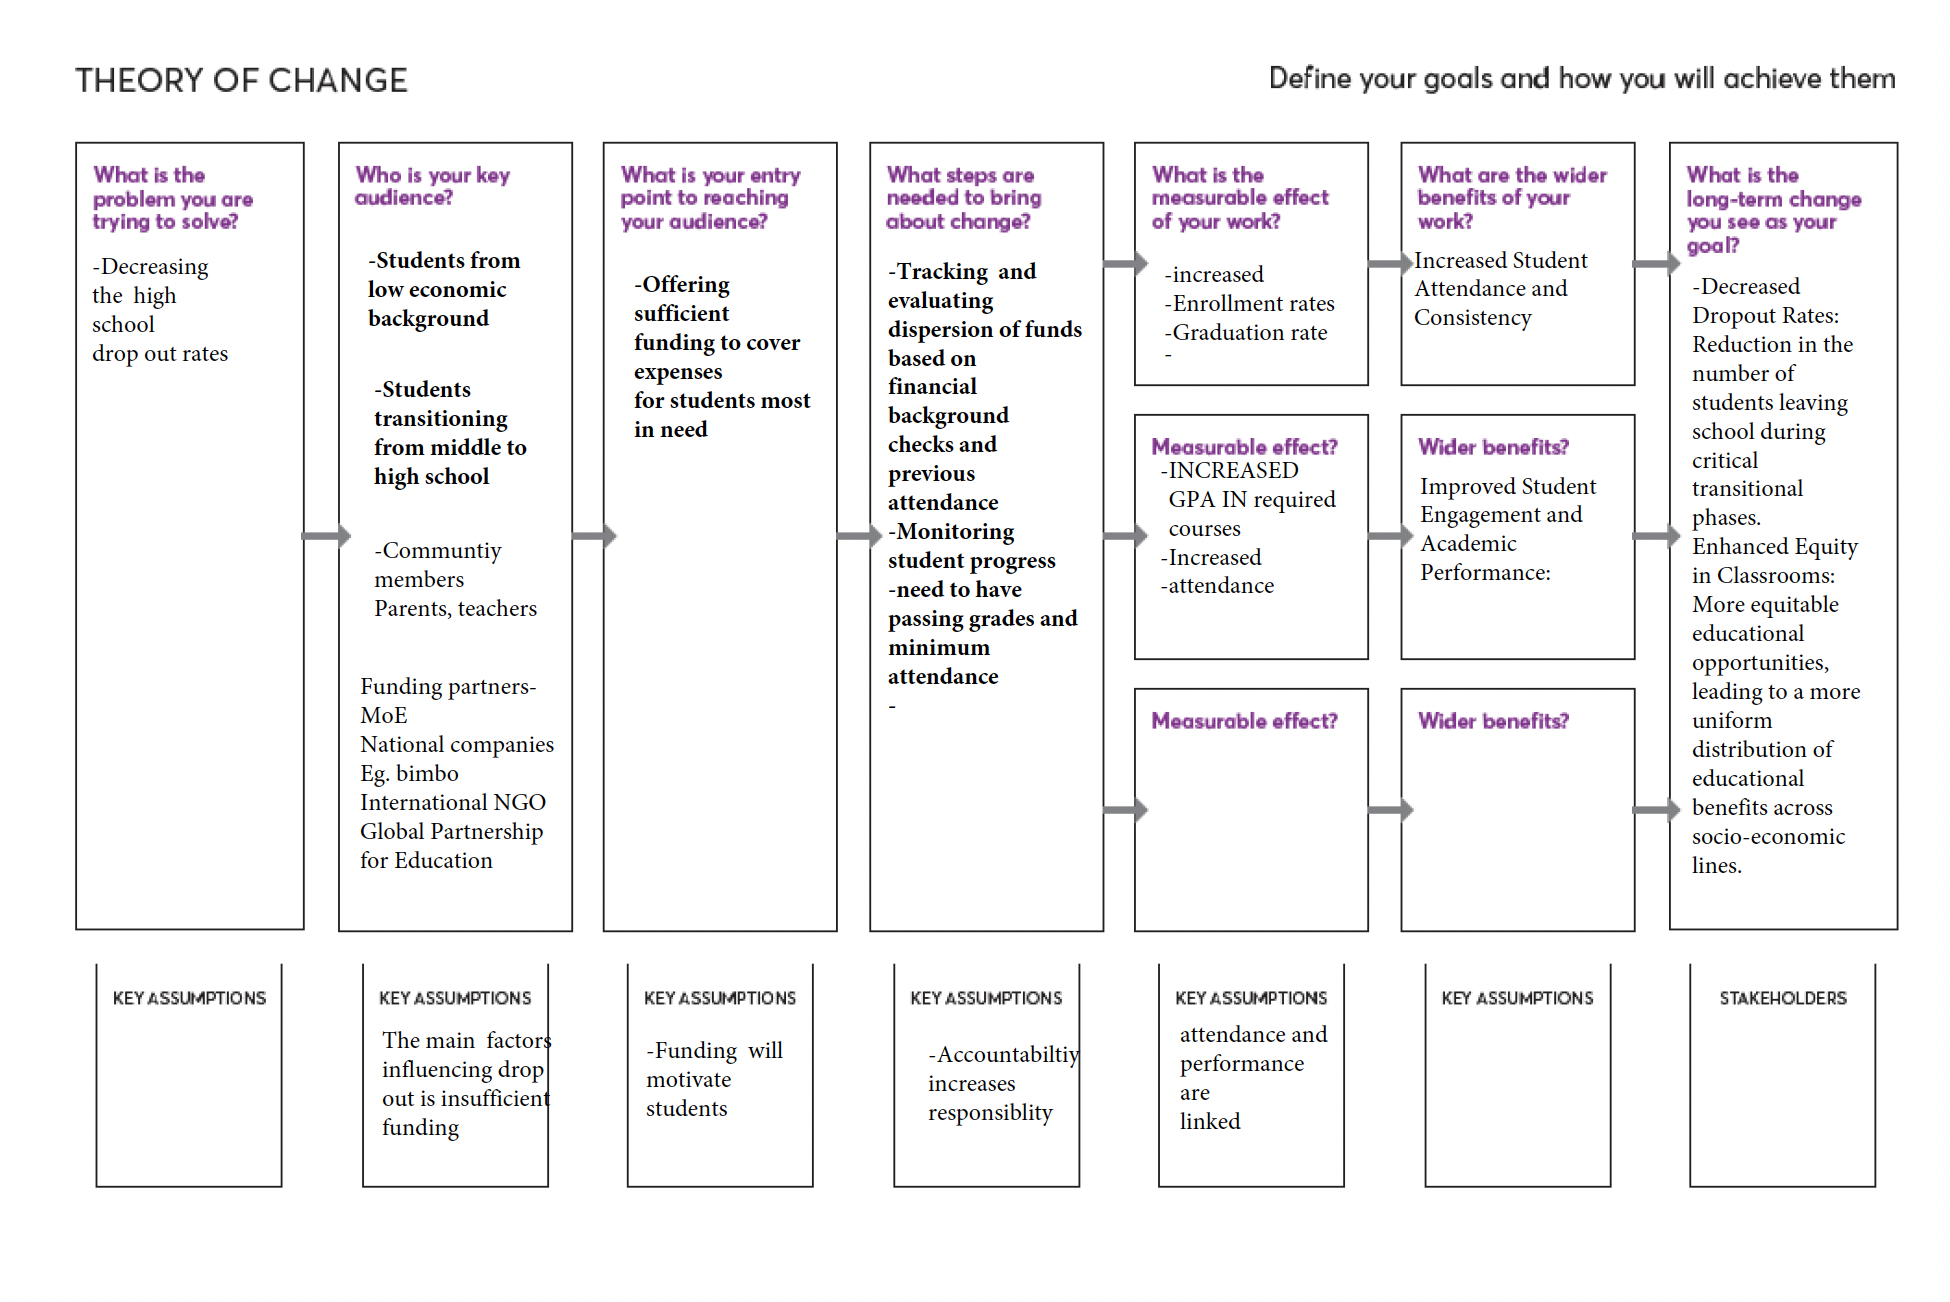 THEORY OF CHANGE
Define your goals and how you will achieve them
What is the
problem you are
trying to solve?
-Decreasing
the  high
school
drop out rates
Who is your key
audience?
-Students from
low economic
background
-Students
transitioning
from middle to
high school
-Communtiy
members
Parents, teachers
Funding partners-
MoE
National companies
Eg. bimbo
International NGO
Global Partnership
for Education
What is your entry
point to reaching
your audience?
-Offering
sufficient
funding to cover
expenses
for students most
in need
What steps are
needed to bring
about change?
-Tracking  and
evaluating
dispersion of funds
based on
financial
background
checks and
previous
attendance
-Monitoring
student progress
-need to have
passing grades and
minimum
attendance
-
What is the
measurable effect
of your work?
-increased
-Enrollment rates
-Graduation rate
-
Measurable effect?
-INCREASED
GPA IN required
courses
-Increased
-attendance
Measurable effect?
What are the wider
benefits of your
work?
Increased Student
Attendance and
Consistency
Wider benefits?
Improved Student
Engagement and
Academic
Performance:
Wider benefits?
What is the
long-term change
you see as your
goal?
-Decreased
Dropout Rates:
Reduction in the
number of
students leaving
school during
critical
transitional
phases.
Enhanced Equity
in Classrooms:
More equitable
educational
opportunities,
leading to a more
uniform
distribution of
educational
benefits across
socio-economic
lines.
KEY ASSUMPTIONS
KEY ASSUMPTIONS
The main  factors
influencing drop
out is insufficient
funding
KEY ASSUMPTIONS
-Funding  will
motivate
students
KEY ASSUMPTIONS
-Accountabiltiy
increases
responsiblity
KEY ASSUMPTIONS
attendance and
performance
are
linked
KEY ASSUMPTIONS
STAKEHOLDERS